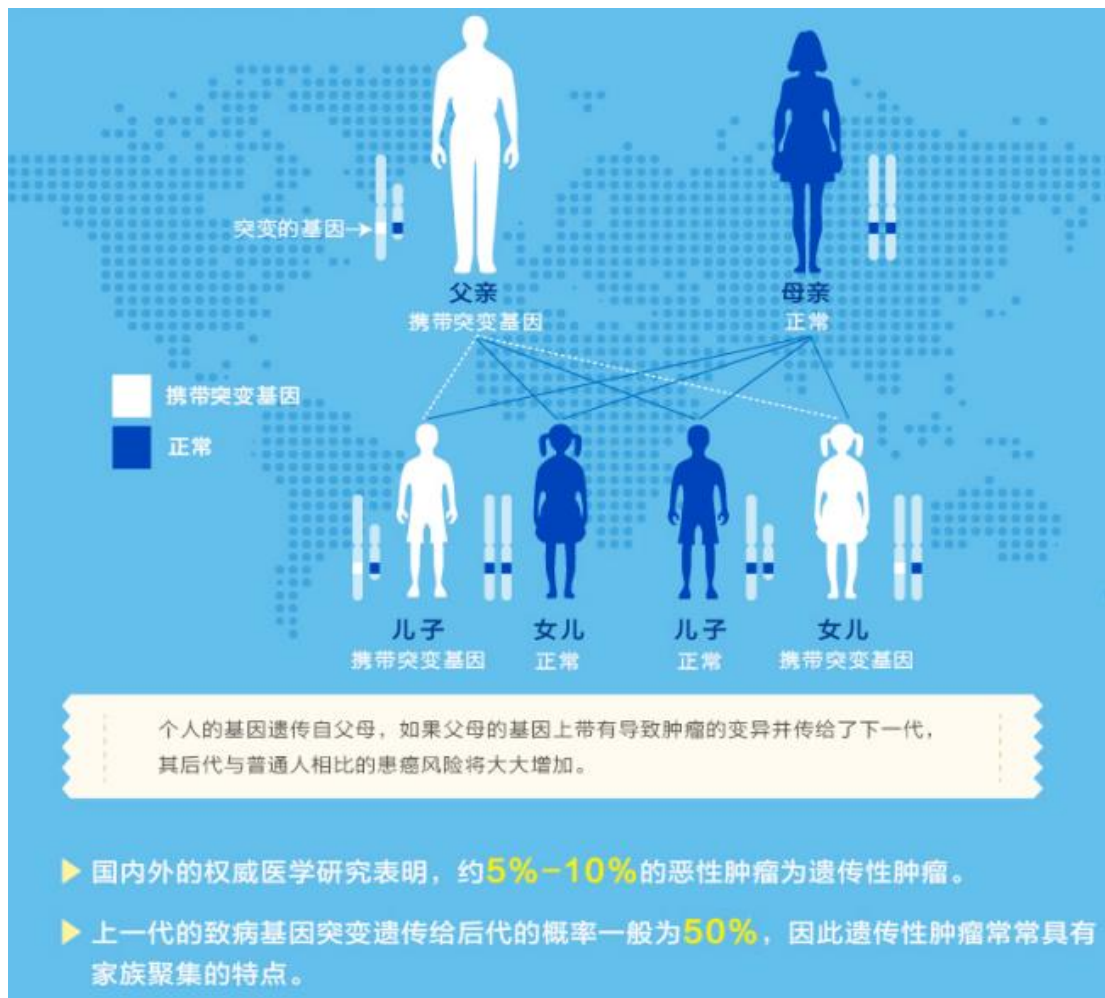 突变的基因
父亲
携带突变基因
母亲
正常
携带突变基因
正常
儿子
携带突变基因
女儿
正常
儿子
正常
女儿
携带突变基因
个人的基因遗传自父母，如果父母的基因上带有导致肿瘤的变异并传给了下一代，
其后代与普通人相比的患癌风险将大大增加。
国内外的权威医学研究表明，约5%-10%的恶性肿瘤为遗传性肿瘤。
上一代的致病基因突变遗传给后代的概率一般为50%，因此遗传性肿瘤常常具有
家族聚集的特点。